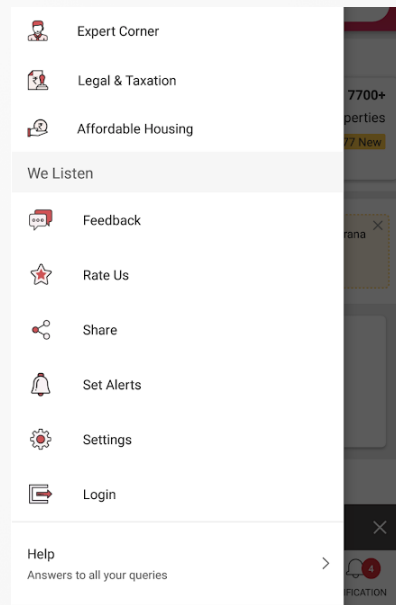 Expert Corner
Legal & Taxation
7700+
Affordable Housing
perties
77 New
We Listen
Feedback
rana
Rate Us
Share
Set Alerts
Settings
Login
Help
Answers to all your queries
4
FICATION